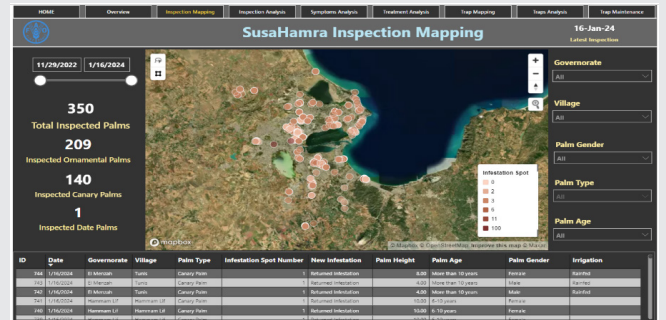 HOME Overview Inspection Mapping Inspection Analysis Symptoms Analysis Treatment Analysis Trap Mapping Traps Analysis Trap Maintenance
SusaHamra Inspection Mapping
16-Jan-24
Latest Inspection
11/29/2022 1/16/2024
350
Total Inspected Palms
209
Inspected Ornamental Palms
140
Inspected Canary Palms
1
Inspected Date Palms
Infestation Spot
0
2
3
6
11
100
mapbox
© Mapbox © OpenStreetMap Improve this map © Maxar
Governorate
All
Village
All
Palm Gender
All
Palm Type
All
Palm Age
All
ID Date Governorate Village Palm Type Infestation Spot Number New Infestation Palm Height Palm Age Palm Gender Irrigation
744 1/16/2024 El Menzah Tunis Canary Palm 1 Returned Infestation 8.00 More than 10 years Female Rainfed
743 1/16/2024 El Menzah Tunis Canary Palm 1 Returned Infestation 4.00 More than 10 years Male Rainfed
742 1/16/2024 El Menzah Tunis Canary Palm 1 Returned Infestation 4.00 More than 10 years Male Rainfed
741 1/16/2024 Hammam Lif Hammam Lif Canary Palm 1 Returned Infestation 10.00 6-10 years Female
740 1/16/2024 Hammam Lif Hammam Lif Canary Palm 1 Returned Infestation 10.00 6-10 years Female